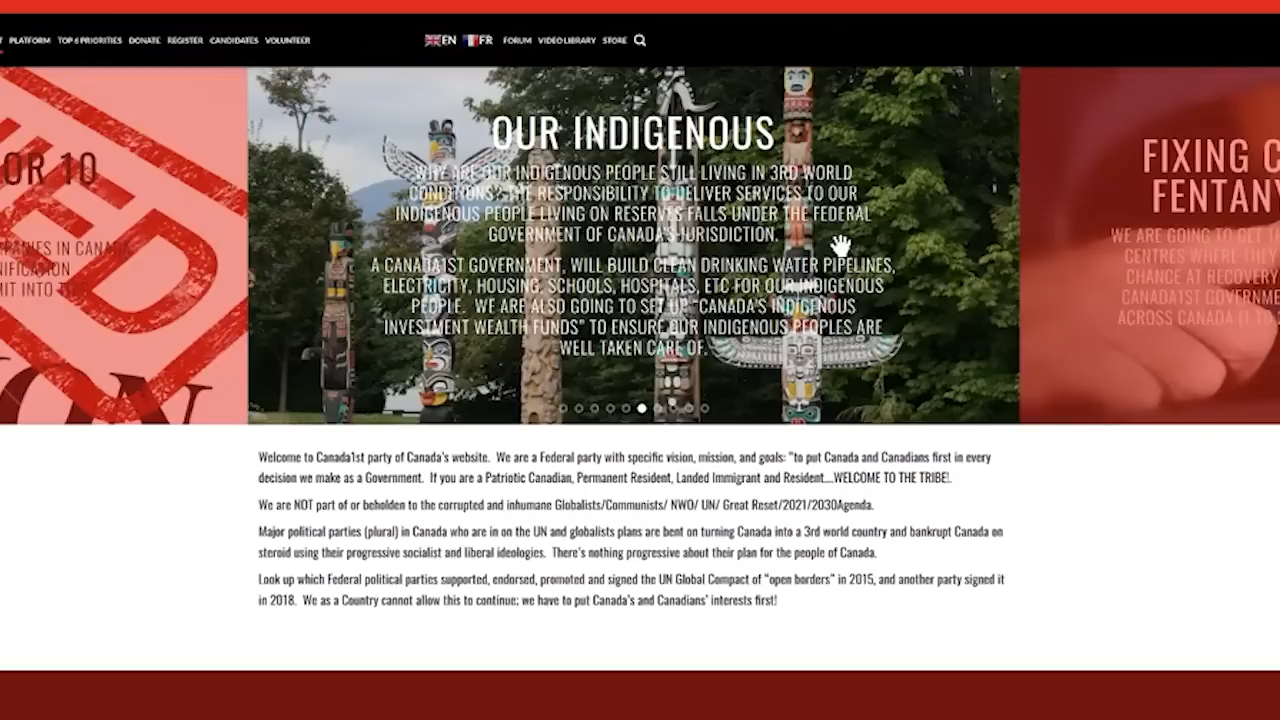 PLATFORM TOP 6 PRIORITIES DONATE REGISTER CANDIDATES VOLUNTEER EN FR FORUM VIDEO LIBRARY STORE
OR 10
IN CANADA
NIFICATION
MIT INTO
OUR INDIGENOUS
WHY ARE OUR INDIGENOUS PEOPLE STILL LIVING IN 3RD WORLD
CONDITIONS? THE RESPONSIBILITY TO DELIVER SERVICES TO OUR
INDIGENOUS PEOPLE LIVING ON RESERVES FALLS UNDER THE FEDERAL
GOVERNMENT OF CANADA'S JURISDICTION.
A CANADA1ST GOVERNMENT, WILL BUILD CLEAN DRINKING WATER PIPELINES,
ELECTRICITY, HOUSING, SCHOOLS, HOSPITALS, ETC FOR OUR INDIGENOUS
PEOPLE. WE ARE ALSO GOING TO SET UP "CANADA'S INDIGENOUS
INVESTMENT WEALTH FUNDS" TO ENSURE OUR INDIGENOUS PEOPLES ARE
WELL TAKEN CARE OF.
FIXING C
FENTANY
WE ARE GOING TO GET T
CENTRES WHERE THEY
CHANCE AT RECOVERY
CANADA1ST GOVERNME
ACROSS CANADA (1 TO
Welcome to Canada1st party of Canada's website. We are a Federal party with specific vision, mission, and goals: "to put Canada and Canadians first in every
decision we make as a Government. If you are a Patriotic Canadian, Permanent Resident, Landed Immigrant and Resident....WELCOME TO THE TRIBE!.
We are NOT part of or beholden to the corrupted and inhumane Globalists/Communists/ NWO/ UN/ Great Reset/2021/2030Agenda.
Major political parties (plural) in Canada who are in on the UN and globalists plans are bent on turning Canada into a 3rd world country and bankrupt Canada on
steroid using their progressive socialist and liberal ideologies. There's nothing progressive about their plan for the people of Canada.
Look up which Federal political parties supported, endorsed, promoted and signed the UN Global Compact of "open borders" in 2015, and another party signed it
in 2018. We as a Country cannot allow this to continue; we have to put Canada's and Canadians' interests first!